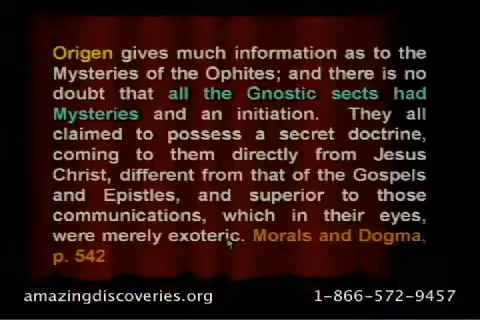 Origen gives much information as to the
Mysteries of the Ophites; and there is no
doubt that all the Gnostic sects had
Mysteries and an initiation. They all
claimed to possess a secret doctrine,
coming to them directly from Jesus
Christ, different from that of the Gospels
and Epistles, and superior to those
communications, which in their eyes,
were merely exoteric. Morals and Dogma,
p. 542
amazingdiscoveries.org 1-866-572-9457